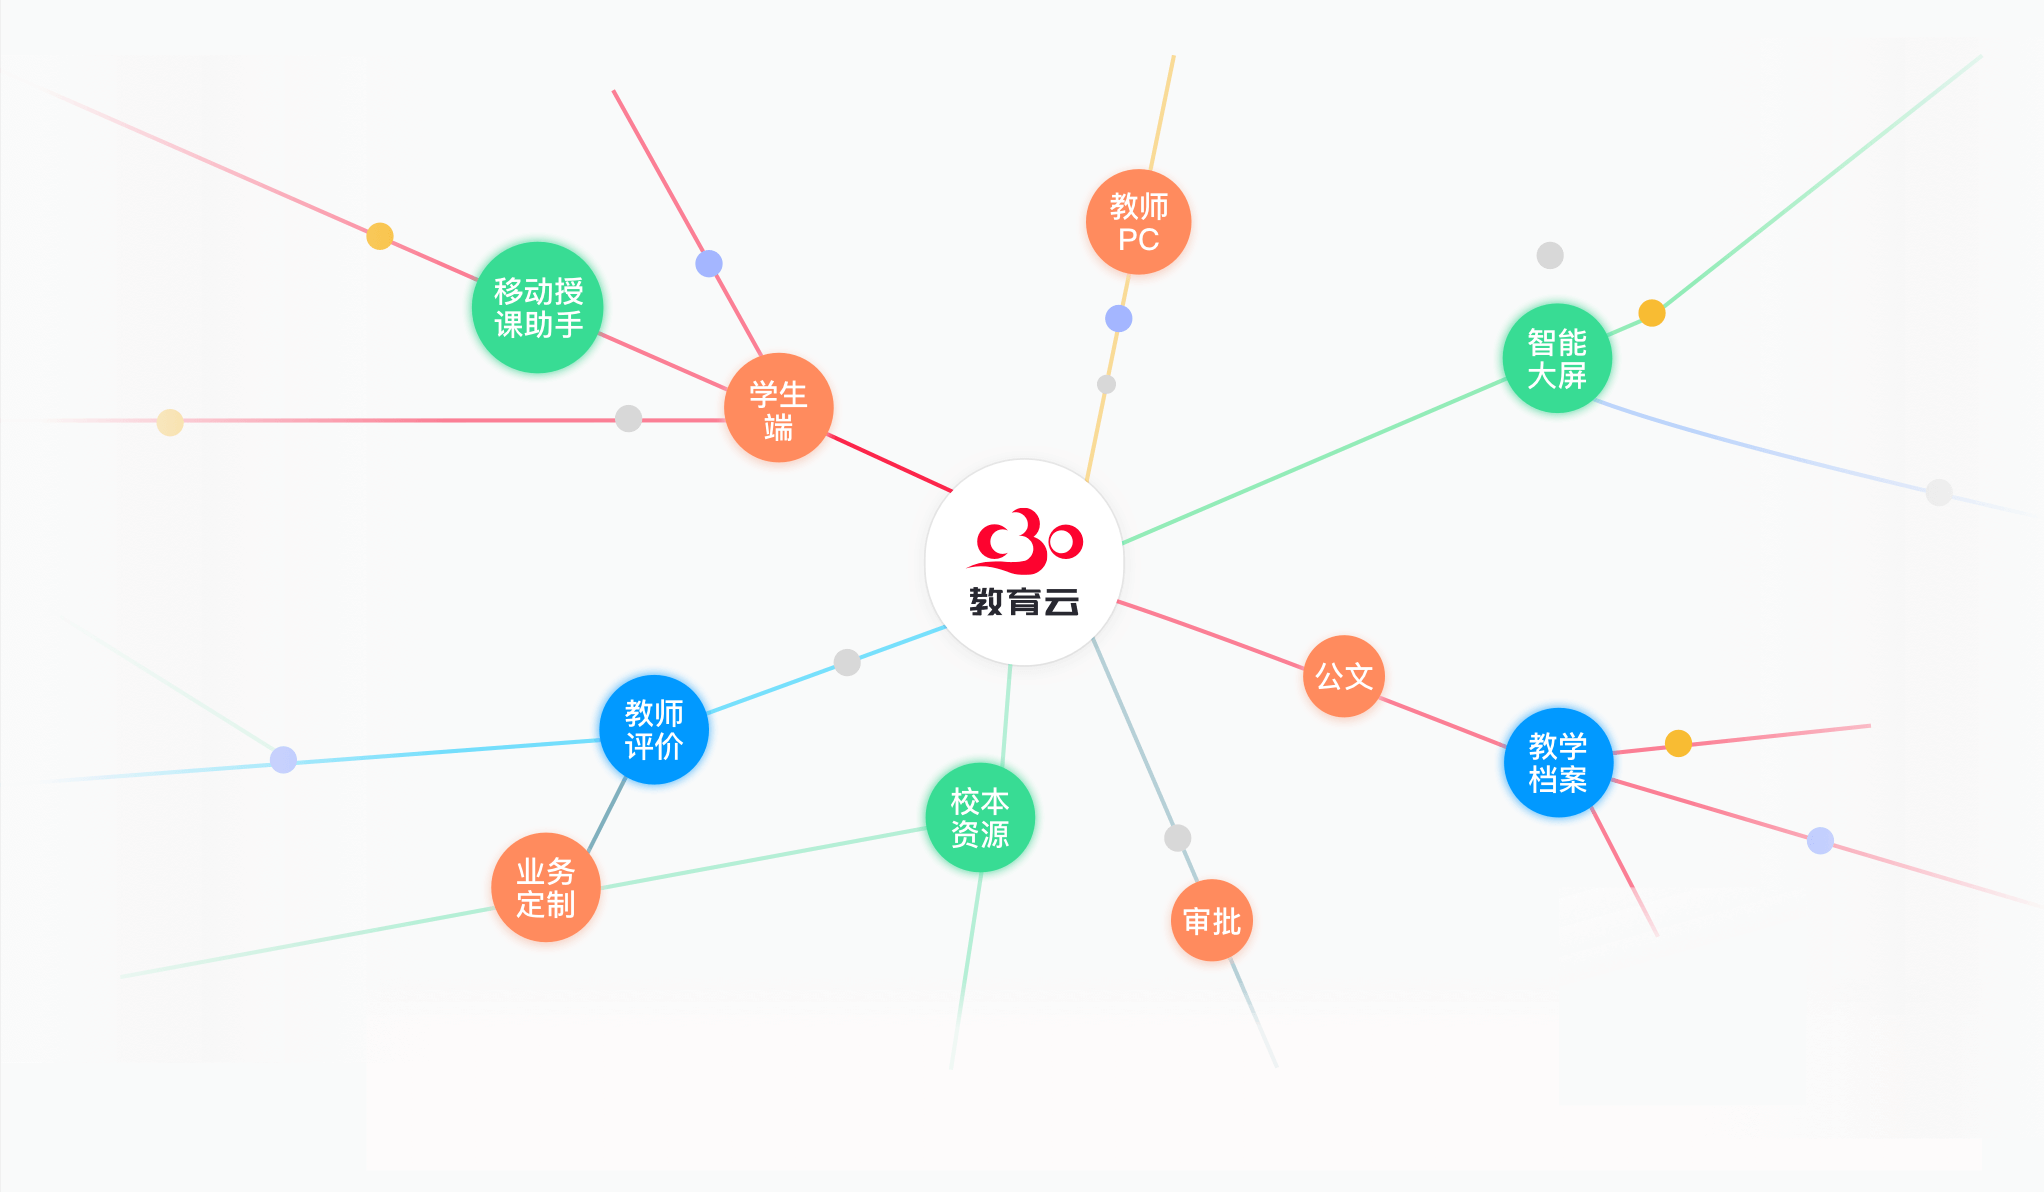 教师
PC
移动授
课助手
智能
大屏
学生
端
教育云
公文
教师
评价
教学
档案
校本
资源
业务
定制
审批